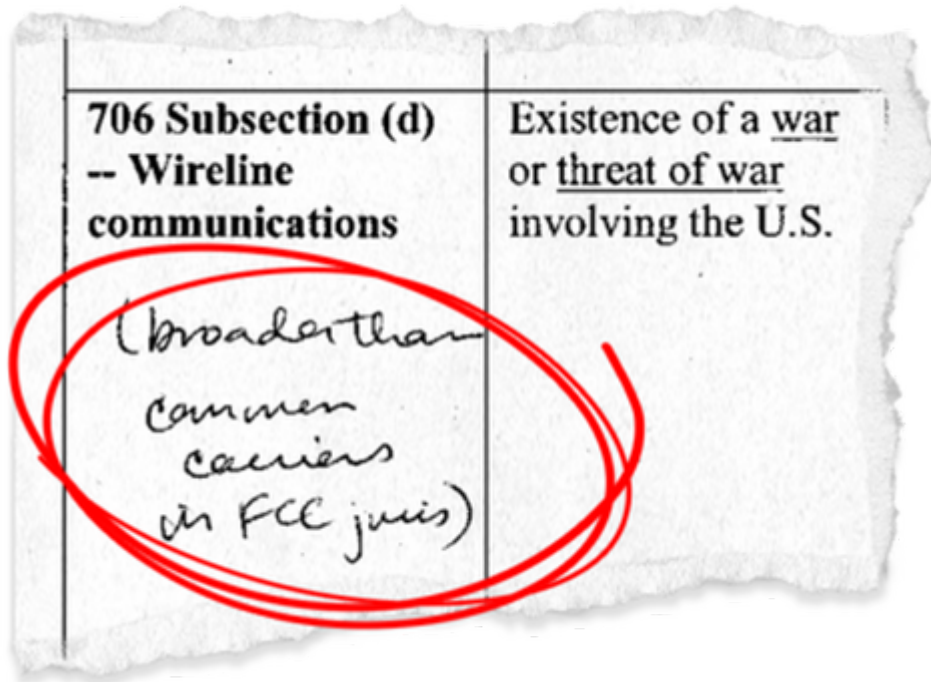 706 Subsection (d)
-- Wireline
communications
(broader than
common
carriers
in FCC juris)
Existence of a war
or threat of war
involving the U.S.